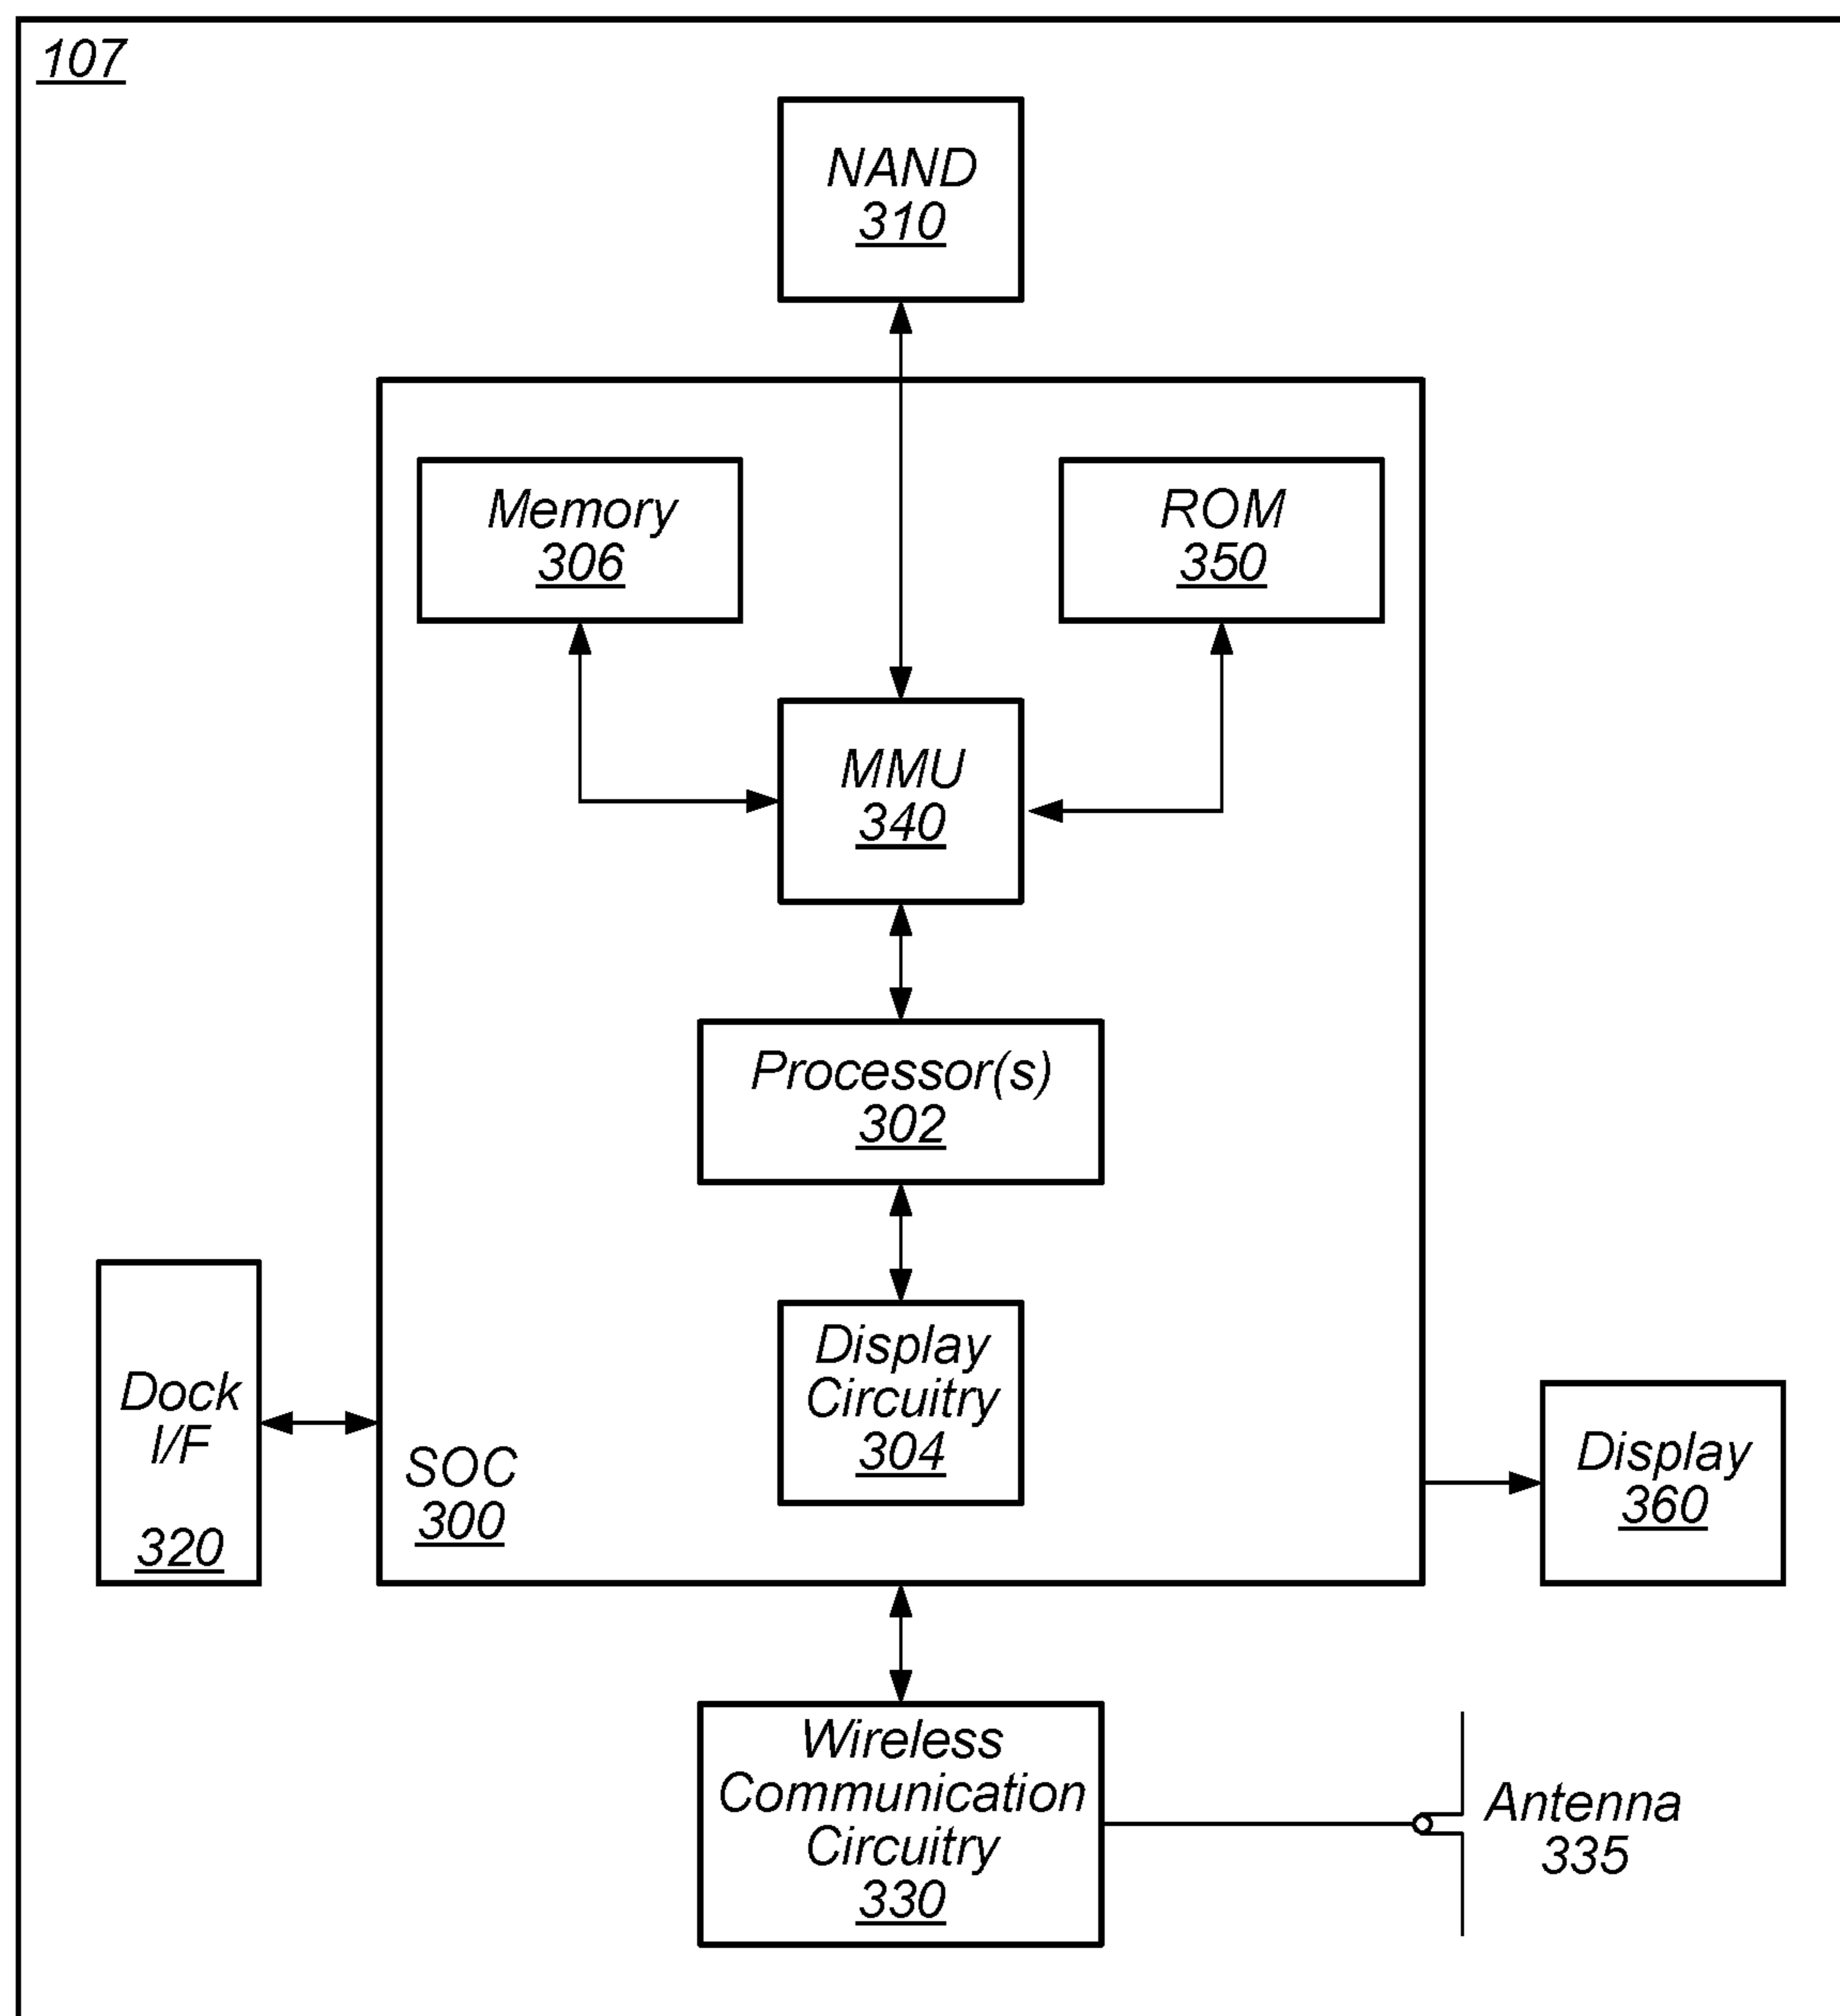 107
NAND
310
Memory
306
ROM
350
MMU
340
Processor(s)
302
Display
Circuitry
304
Dock
I/F
320
SOC
300
Display
360
Wireless
Communication
Circuitry
330
Antenna
335